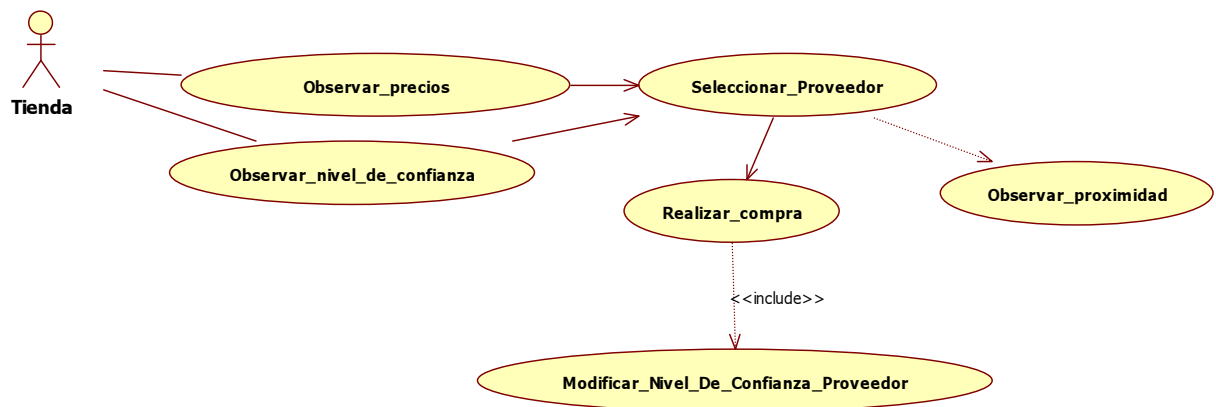 Tienda
Observar_precios
Seleccionar_Proveedor
Observar_nivel_de_confianza
Observar_proximidad
Realizar_compra
<<include>>
Modificar_Nivel_De_Confianza_Proveedor